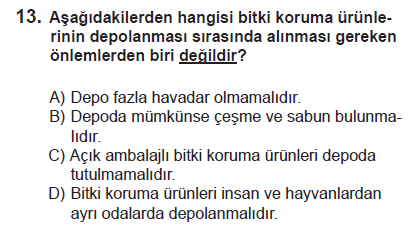 13. Aşağıdakilerden hangisi bitki koruma ürünle-
rinin depolanması sırasında alınması gereken
önlemlerden biri değildir?
A) Depo fazla havadar olmamalıdır.
B) Depoda mümkünse çeşme ve sabun bulunma-
lıdır.
C) Açık ambalajlı bitki koruma ürünleri depoda
tutulmamalıdır.
D) Bitki koruma ürünleri insan ve hayvanlardan
ayrı odalarda depolanmalıdır.